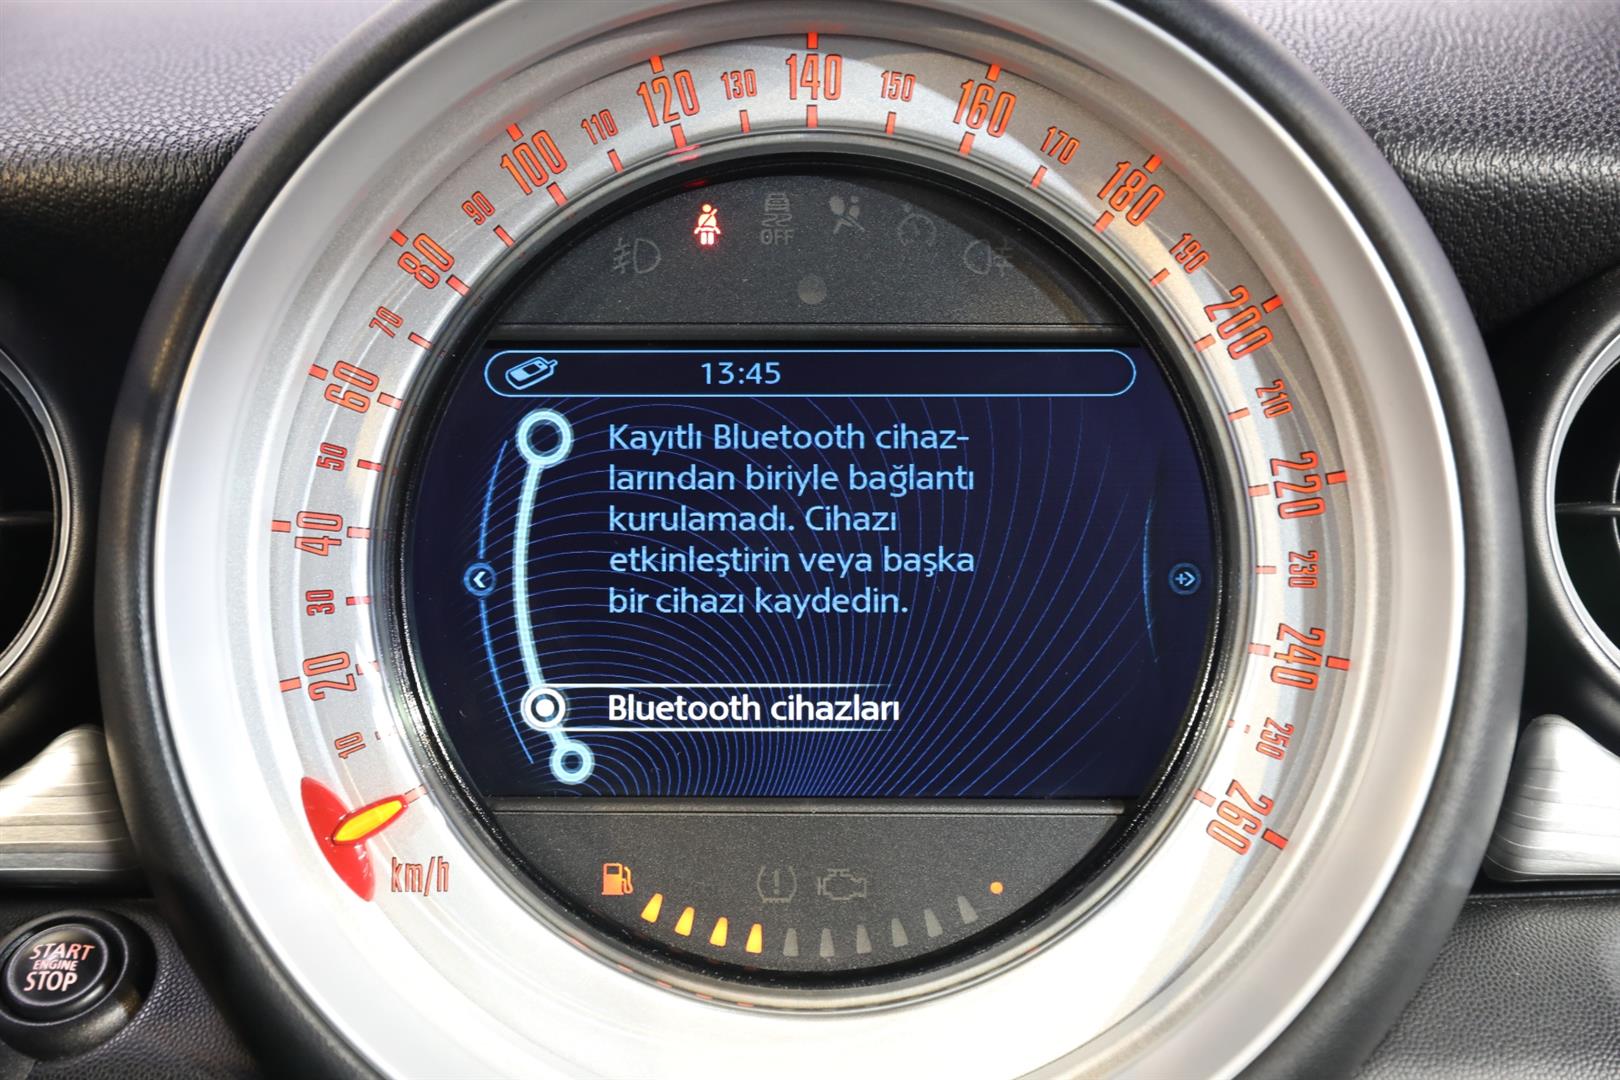 140
130
150
120
160
110
170
100
180
90
190
80
200
70
210
60
220
50
230
40
240
30
250
20
260
10
km/h
OFF
13:45
Kayıtlı Bluetooth cihaz-
larından biriyle bağlantı
kurulamadı. Cihazı
etkinleştirin veya başka
bir cihazı kaydedin.
Bluetooth cihazları
START
ENGINE
STOP